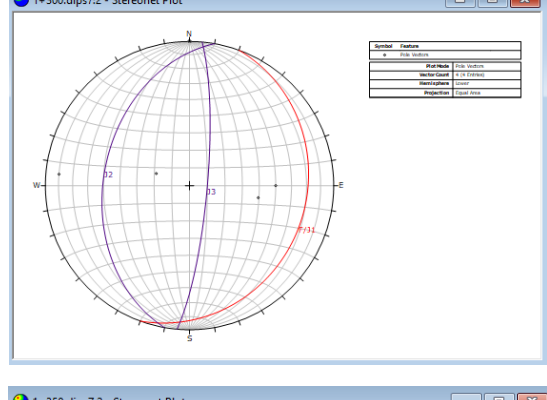 1+300.dips7.2 - Stereonet Plot
N
Symbol Feature
Pole Vectors
Plot Mode Pole Vectors
Vector Count 4 (4 Entries)
Hemisphere Lower
Projection Equal Area
J2
W
E
J3
F/J1
S